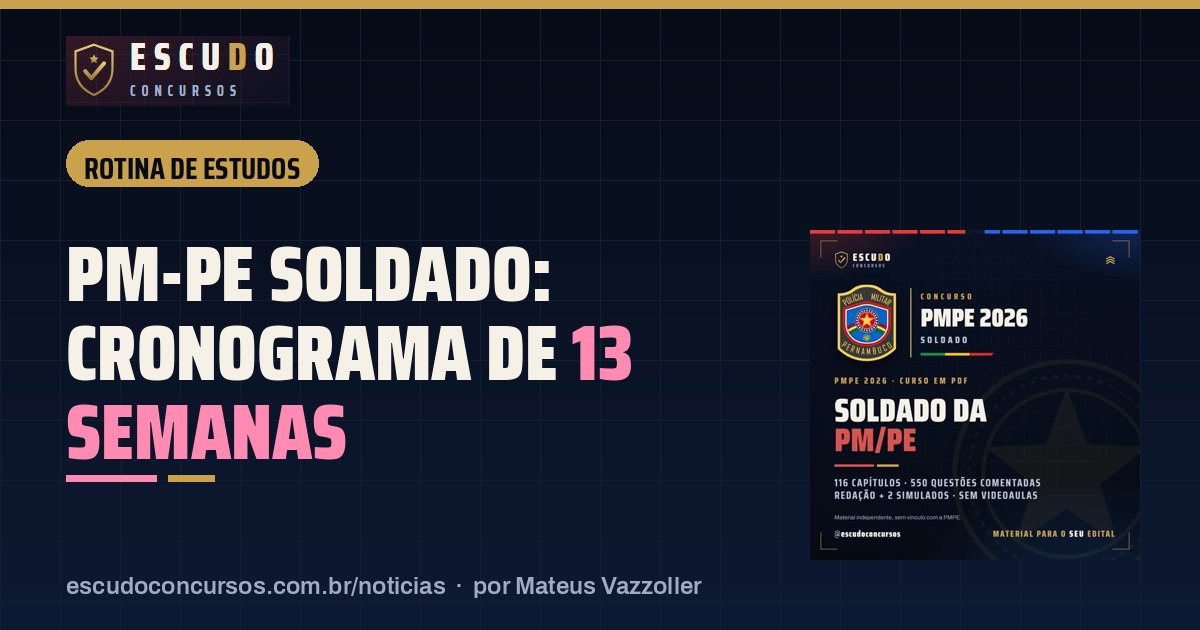 ESCUDO
CONCURSOS
ROTINA DE ESTUDOS
PM-PE SOLDADO:
CRONOGRAMA DE 13
SEMANAS
ESCUDO
CONCURSOS
POLÍCIA MILITAR
PERNAMBUCO
CONCURSO
PMPE 2026
SOLDADO
PMPE 2026 · CURSO EM PDF
SOLDADO DA
PM/PE
116 CAPÍTULOS · 550 QUESTÕES COMENTADAS
REDAÇÃO + 2 SIMULADOS · SEM VIDEOAULAS
Material independente, sem vínculo com a PMPE.
@escudoconcursos
MATERIAL PARA O SEU EDITAL
escudoconcursos.com.br/noticias · por Mateus Vazzoller